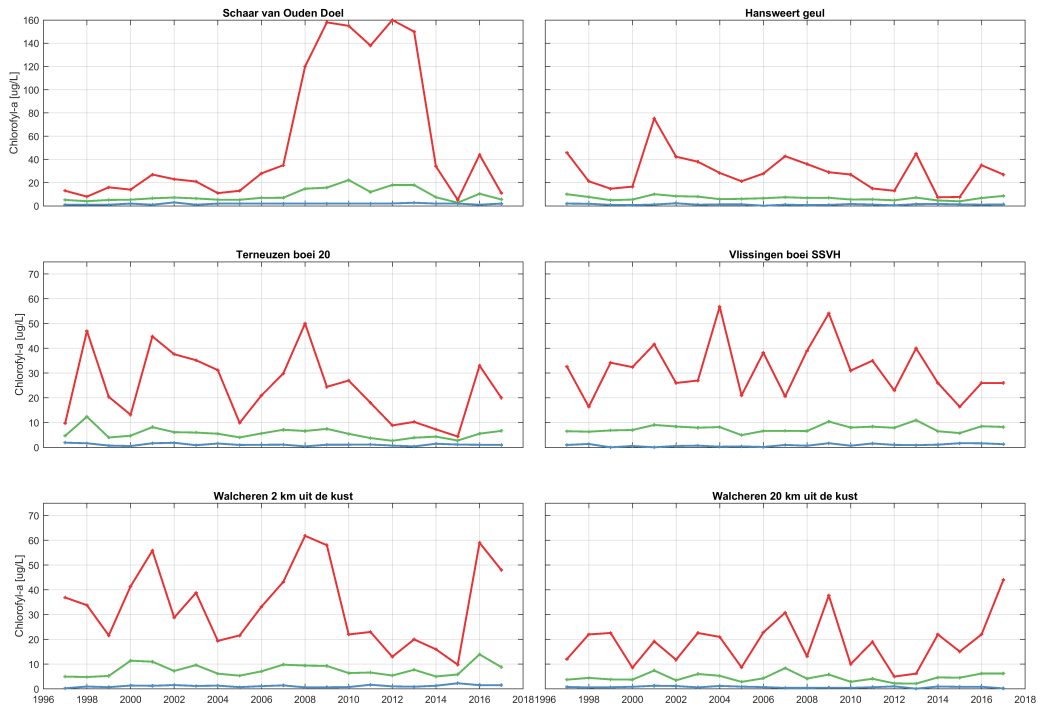 Schaar van Ouden Doel
Hansweert geul
160
140
120
100
80
60
40
20
0
Chlorofyl-a [ug/L]
Terneuzen boei 20
Vlissingen boei SSVH
70
60
50
40
30
20
10
0
Chlorofyl-a [ug/L]
Walcheren 2 km uit de kust
Walcheren 20 km uit de kust
70
60
50
40
30
20
10
0
Chlorofyl-a [ug/L]
1996 1998 2000 2002 2004 2006 2008 2010 2012 2014 2016 2018
1996 1998 2000 2002 2004 2006 2008 2010 2012 2014 2016 2018